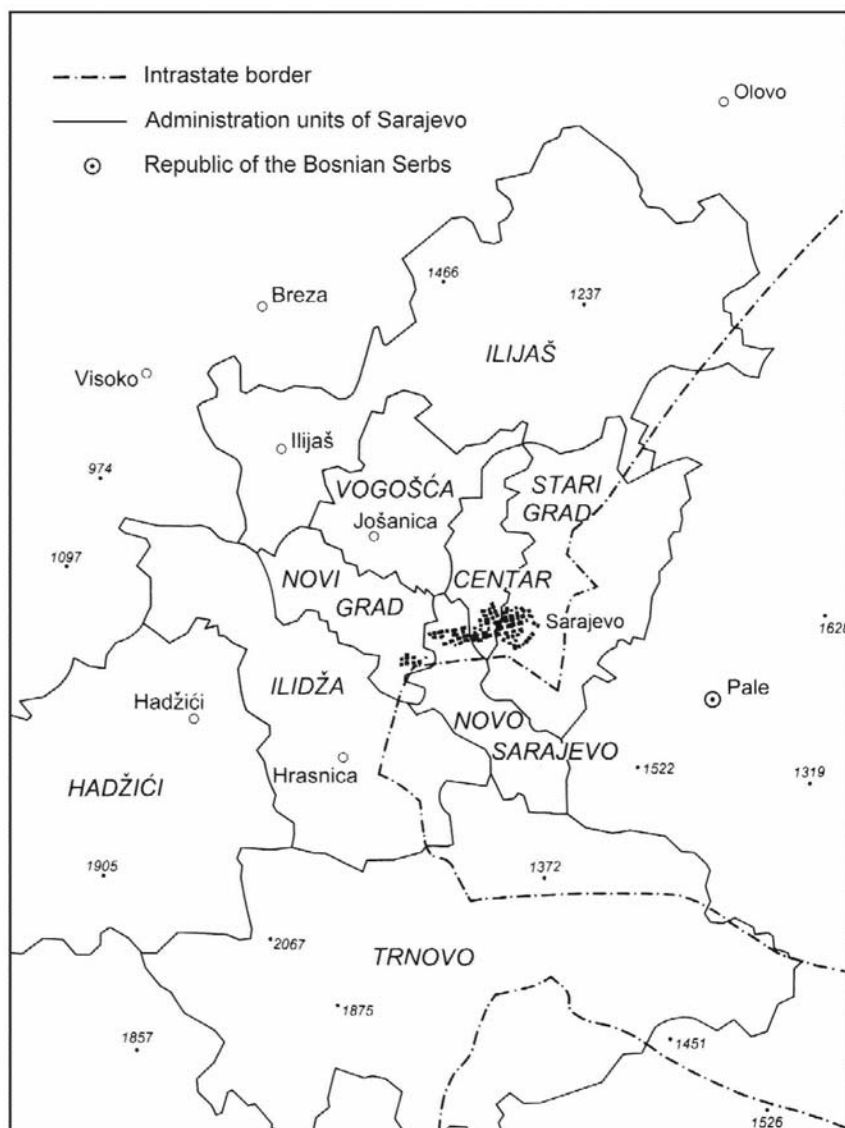 Intrastate border
Administration units of Sarajevo
Republic of the Bosnian Serbs
Olovo
1466
1237
Breza
ILIJAŠ
Visoko
Ilijaš
974
VOGOŠĆA
STARI
GRAD
Jošanica
1097
NOVI
CENTAR
GRAD
Sarajevo
1628
ILIDŽA
Pale
Hadžići
NOVO
SARAJEVO
Hrasnica
1522
1319
HADŽIĆI
1905
1372
2067
TRNOVO
1875
1857
1451
1526